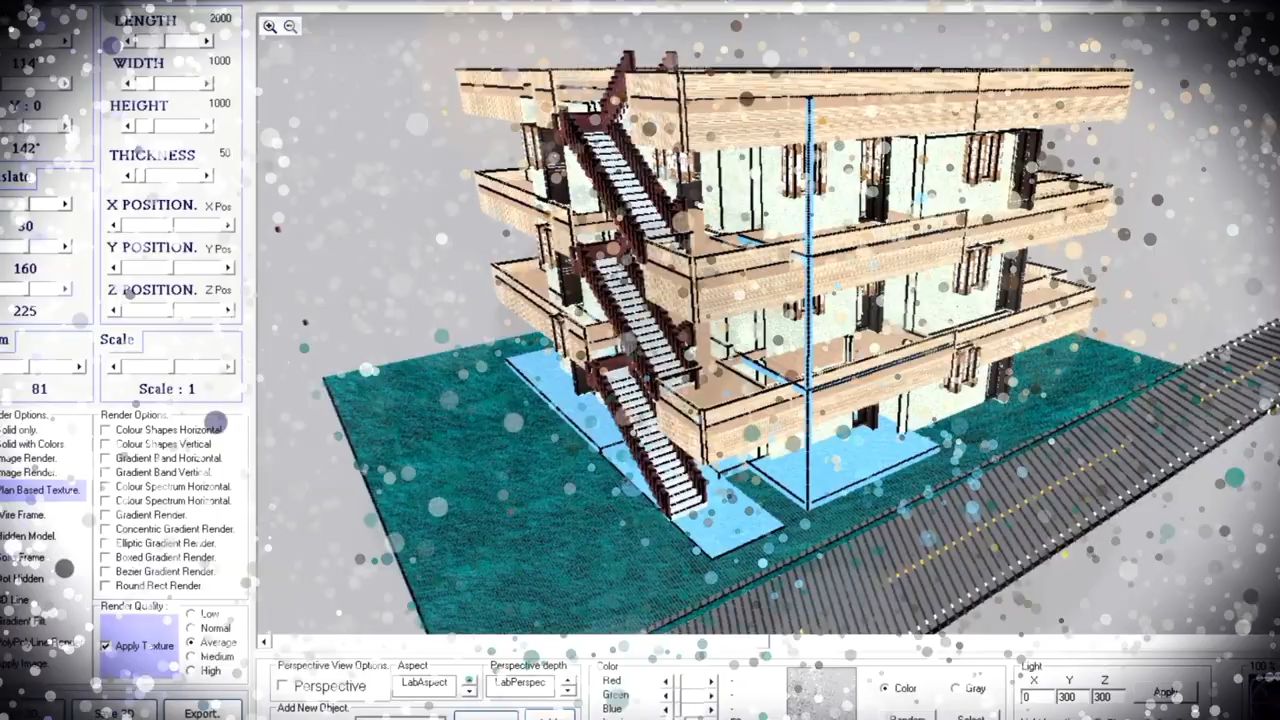 LENGTH 2000
WIDTH 1000
114°
HEIGHT 1000
Y : 0
142°
THICKNESS 50
X POSITION. X Pos
30
Y POSITION. Y Pos
160
Z POSITION. Z Pos
225
Scale
81
Scale : 1
Render Options:
Colour Shapes Horizontal
Colour Shapes Vertical
Gradient Band Horizontal.
Gradient Band Vertical.
Colour Spectrum Horizontal.
Colour Spectrum Horizontal.
Gradient Render.
Concentric Gradient Render.
Elliptic Gradient Render.
Boxed Gradient Render.
Bezier Gradient Render.
Round Rect Render
Plan Based Texture.
Render Quality:
Apply Texture
Low
Normal
Average
Medium
High
Save 3D
Export.
Perspective View Options.
Perspective
Aspect
LabAspect
Perspective depth
LabPerspec
Add New Object.
Color
Red
Green
Blue
Color
Gray
Random
Select
Light
X Y Z
0 300 300
Apply
100 %